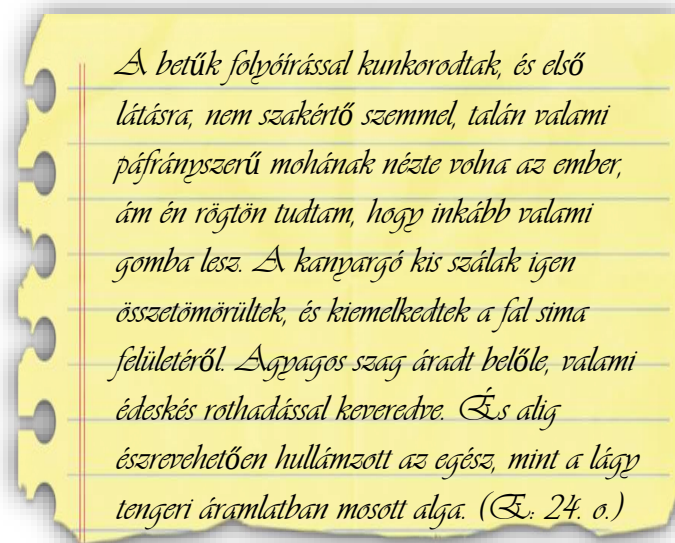 A betűk folyóírással kunkorodtak, és első
látásra, nem szakértő szemmel, talán valami
páfrányszerű mohának nézte volna az ember,
ám én rögtön tudtam, hogy inkább valami
gomba lesz. A kanyargó kis szálak igen
összetömörültek, és kiemelkedtek a fal sima
felületéről. Agyagos szag áradt belőle, valami
édeskés rothadással keveredve. És alig
észrevehetően hullámzott az egész, mint a lágy
tengeri áramlatban mosott alga. (E: 24. o.)